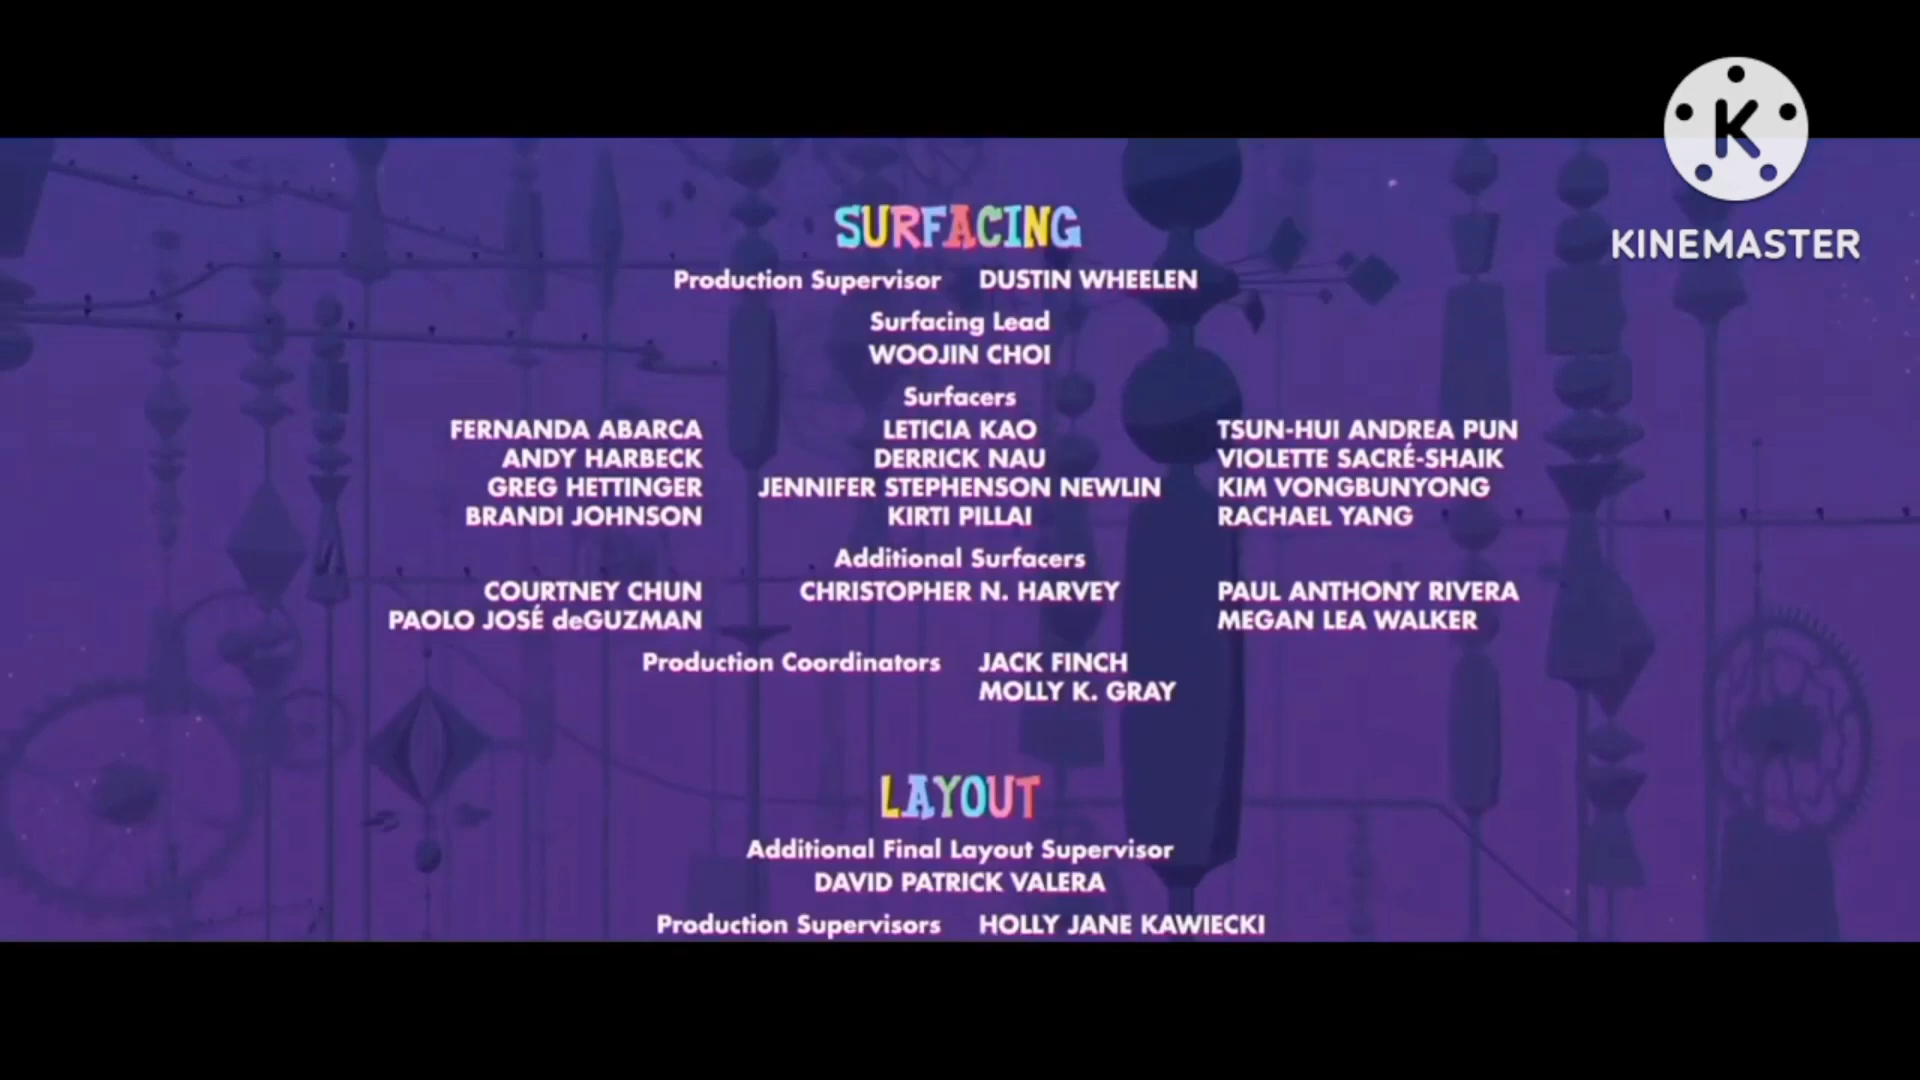 K
KINEMASTER
SURFACING
Production Supervisor DUSTIN WHEELEN
Surfacing Lead
WOOJIN CHOI
Surfacers
FERNANDA ABARCA LETICIA KAO TSUN-HUI ANDREA PUN
ANDY HARBECK DERRICK NAU VIOLETTE SACRÉ-SHAIK
GREG HETTINGER JENNIFER STEPHENSON NEWLIN KIM VONGBUNYONG
BRANDI JOHNSON KIRTI PILLAI RACHAEL YANG
Additional Surfacers
COURTNEY CHUN CHRISTOPHER N. HARVEY PAUL ANTHONY RIVERA
PAOLO JOSÉ deGUZMAN MEGAN LEA WALKER
Production Coordinators JACK FINCH
MOLLY K. GRAY
LAYOUT
Additional Final Layout Supervisor
DAVID PATRICK VALERA
Production Supervisors HOLLY JANE KAWIECKI